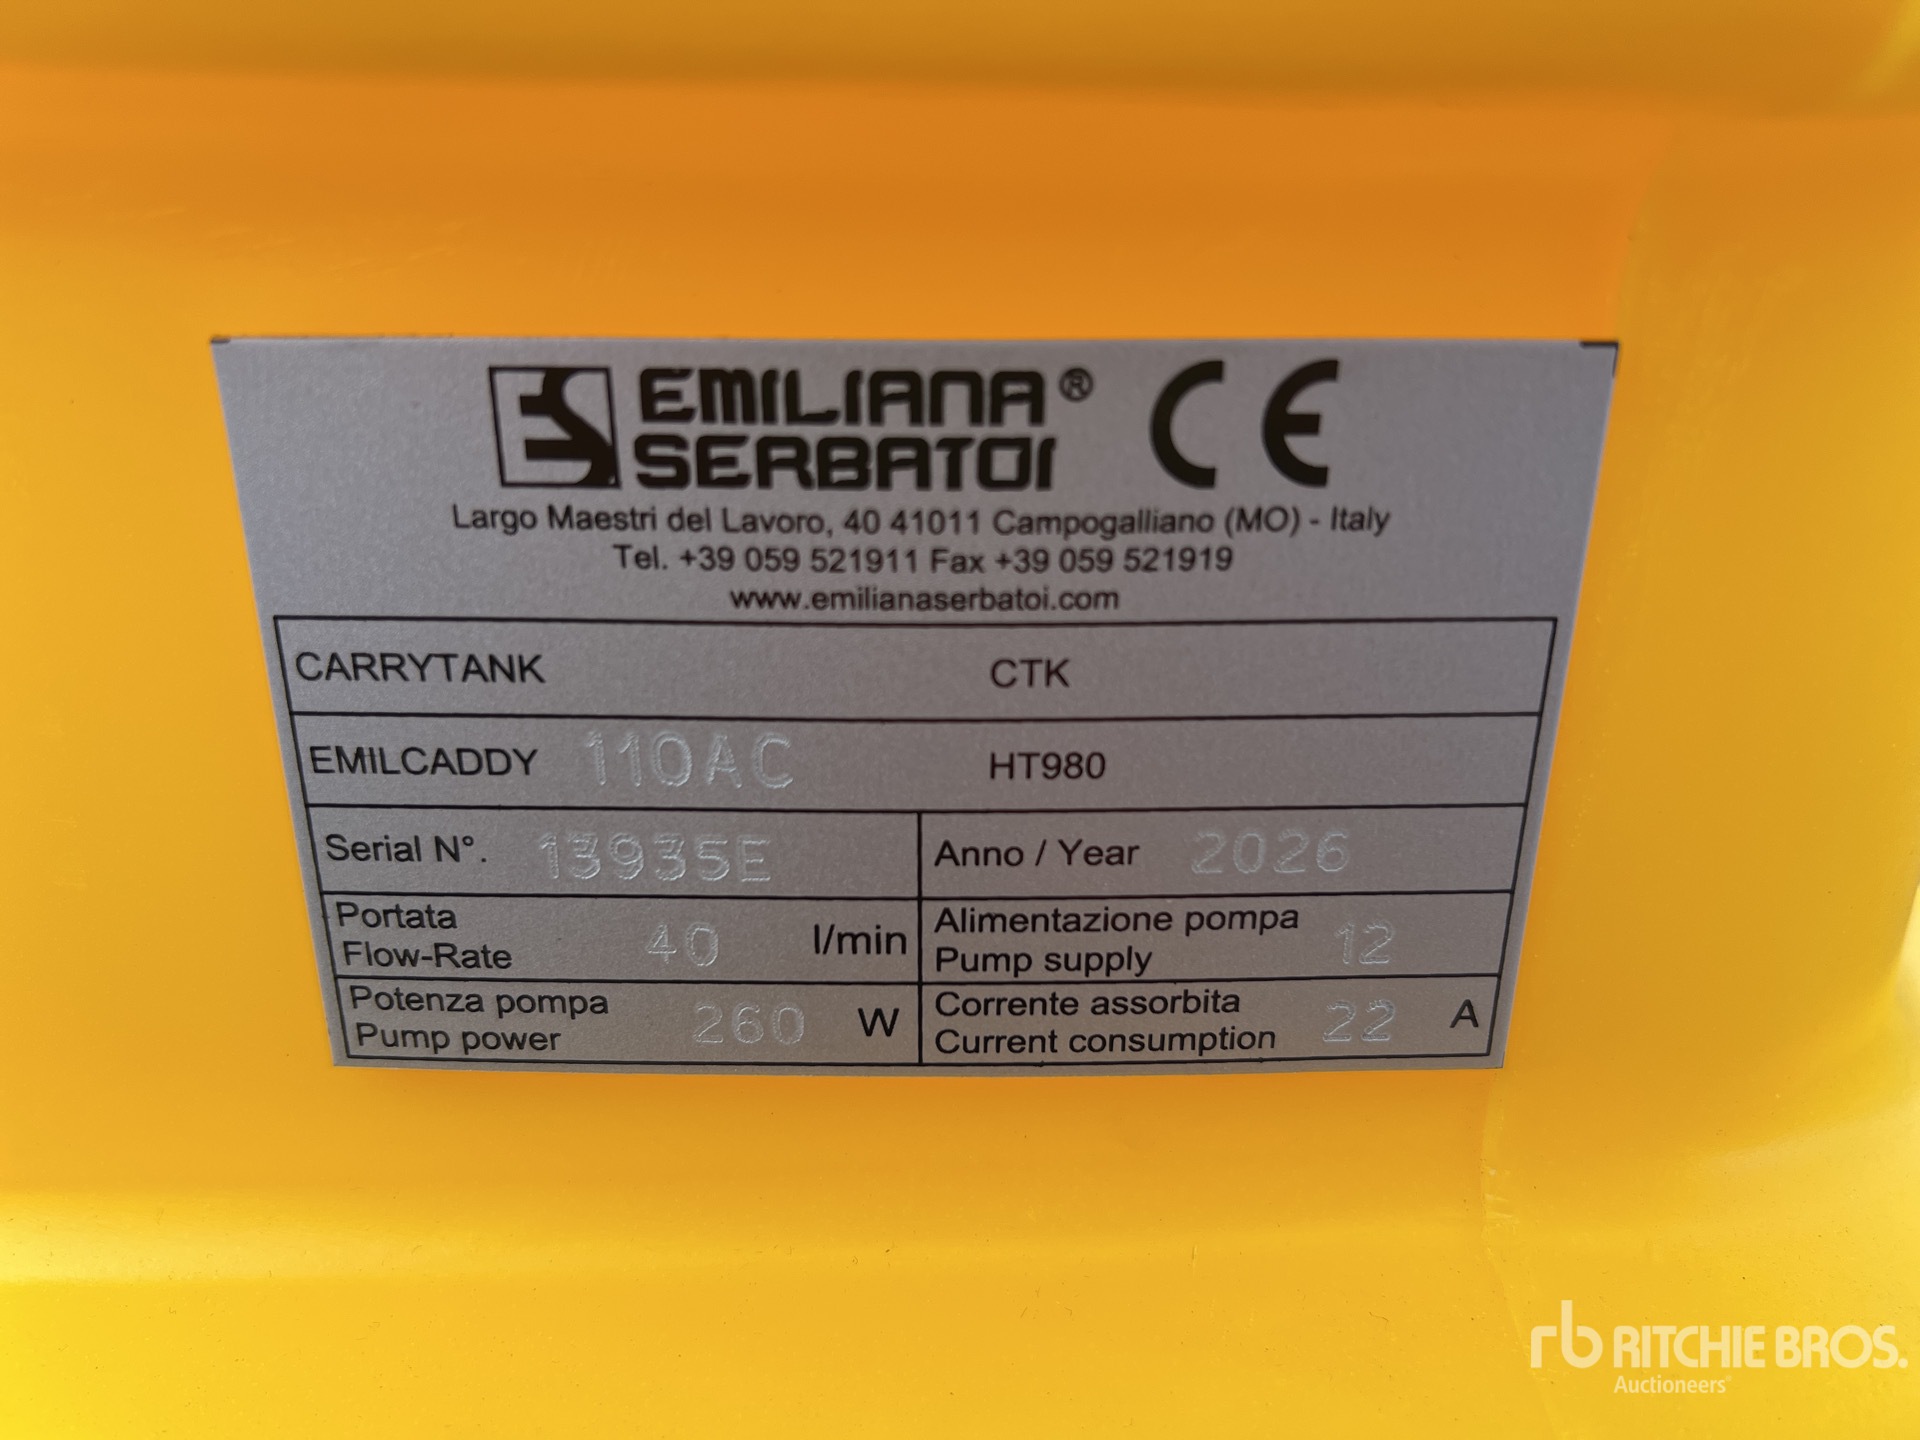 EMILIANA®
SERBATOI
CE
Largo Maestri del Lavoro, 40 41011 Campogalliano (MO) - Italy
Tel. +39 059 521911 Fax +39 059 521919
www.emilianaserbatoi.com
CARRYTANK CTK
EMILCADDY 110AC HT980
Serial N°. 13935E Anno / Year 2026
Portata
Flow-Rate 40 l/min
Alimentazione pompa
Pump supply 12
Potenza pompa
Pump power 260 W
Corrente assorbita
Current consumption 22 A
rb RITCHIE BROS.
Auctioneers